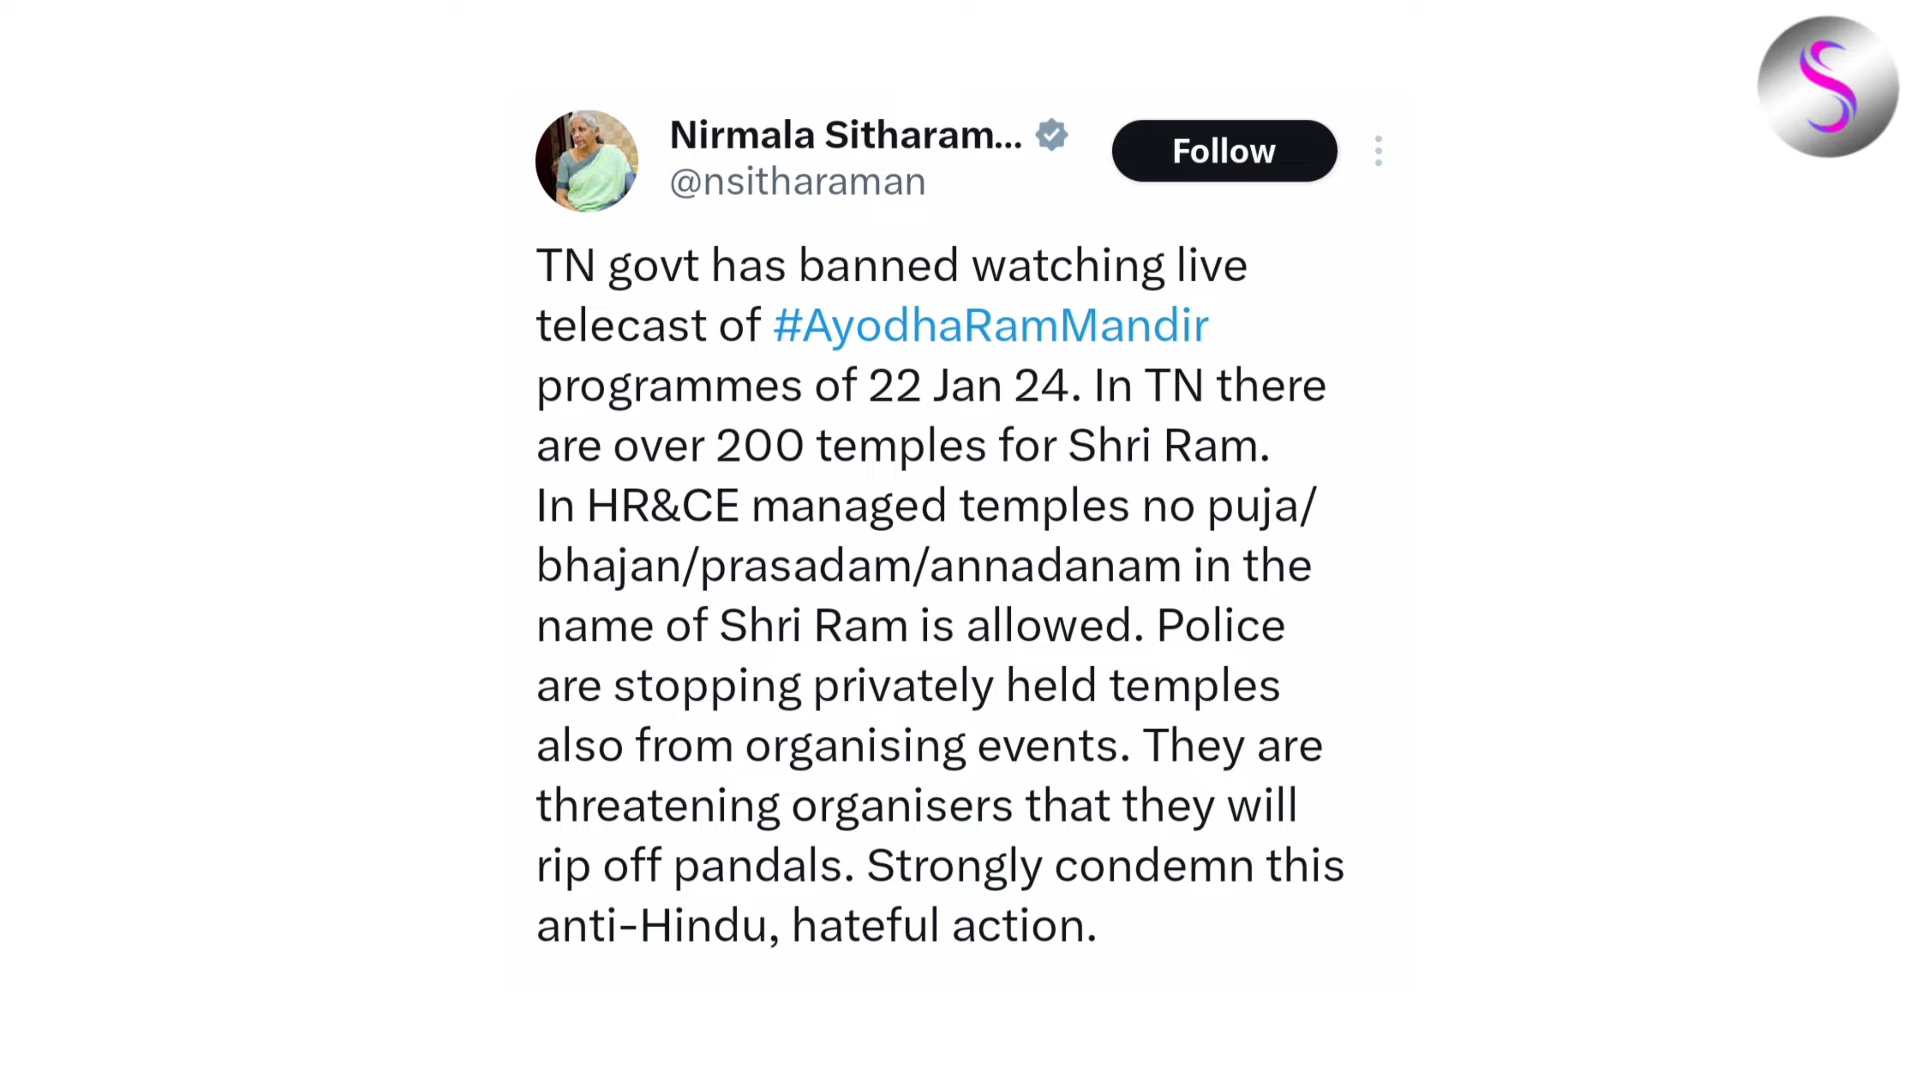 Nirmala Sitharam...
@nsitharaman
Follow
TN govt has banned watching live
telecast of #AyodhaRamMandir
programmes of 22 Jan 24. In TN there
are over 200 temples for Shri Ram.
In HR&CE managed temples no puja/
bhajan/prasadam/annadanam in the
name of Shri Ram is allowed. Police
are stopping privately held temples
also from organising events. They are
threatening organisers that they will
rip off pandals. Strongly condemn this
anti-Hindu, hateful action.
S